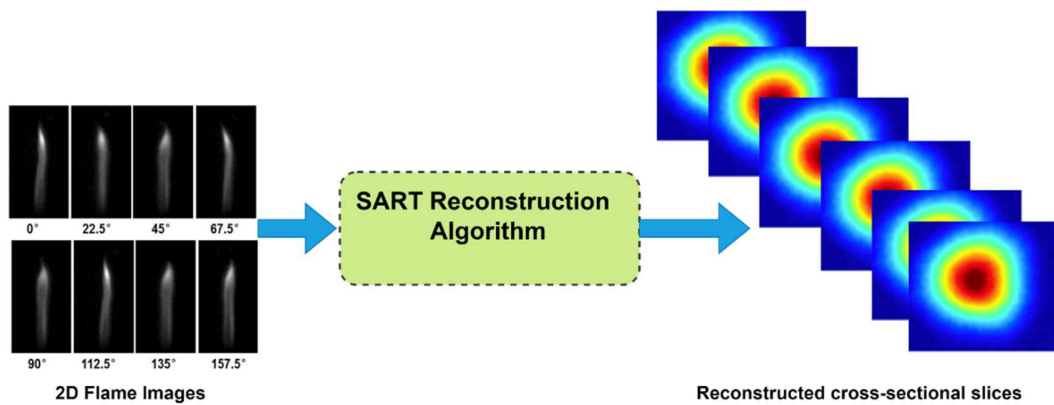 0° 22.5° 45° 67.5°
90° 112.5° 135° 157.5°
2D Flame Images
SART Reconstruction
Algorithm
Reconstructed cross-sectional slices